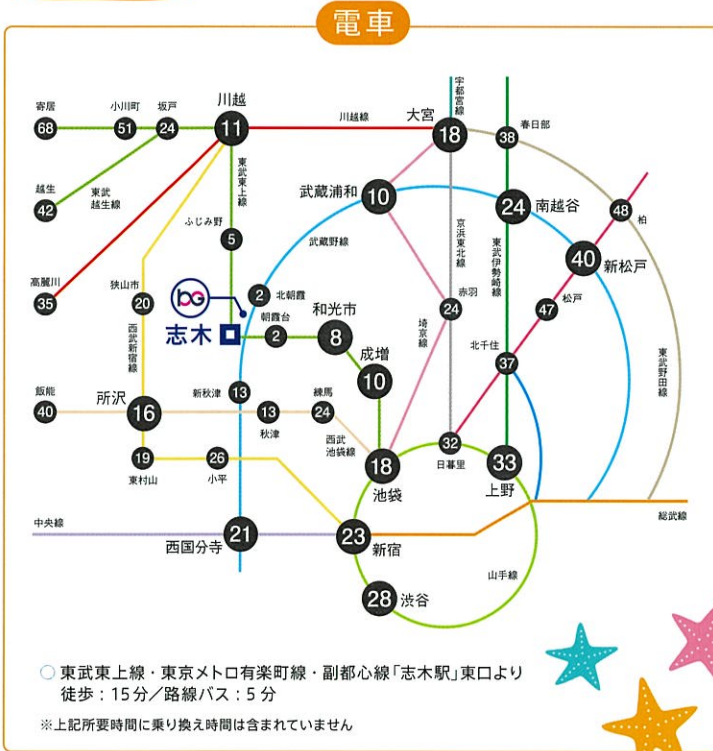 電車
宇都宮線
寄居
小川町
坂戸
川越
川越線
大宮
春日部
68
51
24
11
18
38
越生
42
東武
越生線
東武東上線
武蔵浦和
10
24
南越谷
48
柏
ふじみ野
5
武蔵野線
京浜東北線
東武伊勢崎線
40
新松戸
高麗川
35
狭山市
20
西武新宿線
bG
志木
2
北朝霞
朝霞台
2
和光市
8
成増
10
赤羽
24
埼京線
47
松戸
北千住
37
東武野田線
飯能
40
所沢
16
新秋津
13
13
秋津
練馬
24
西武
池袋線
18
池袋
32
日暮里
33
上野
19
東村山
26
小平
中央線
21
西国分寺
23
新宿
総武線
28
渋谷
山手線
○東武東上線・東京メトロ有楽町線・副都心線「志木駅」東口より
徒歩：15分／路線バス：5分
※上記所要時間に乗り換え時間は含まれていません